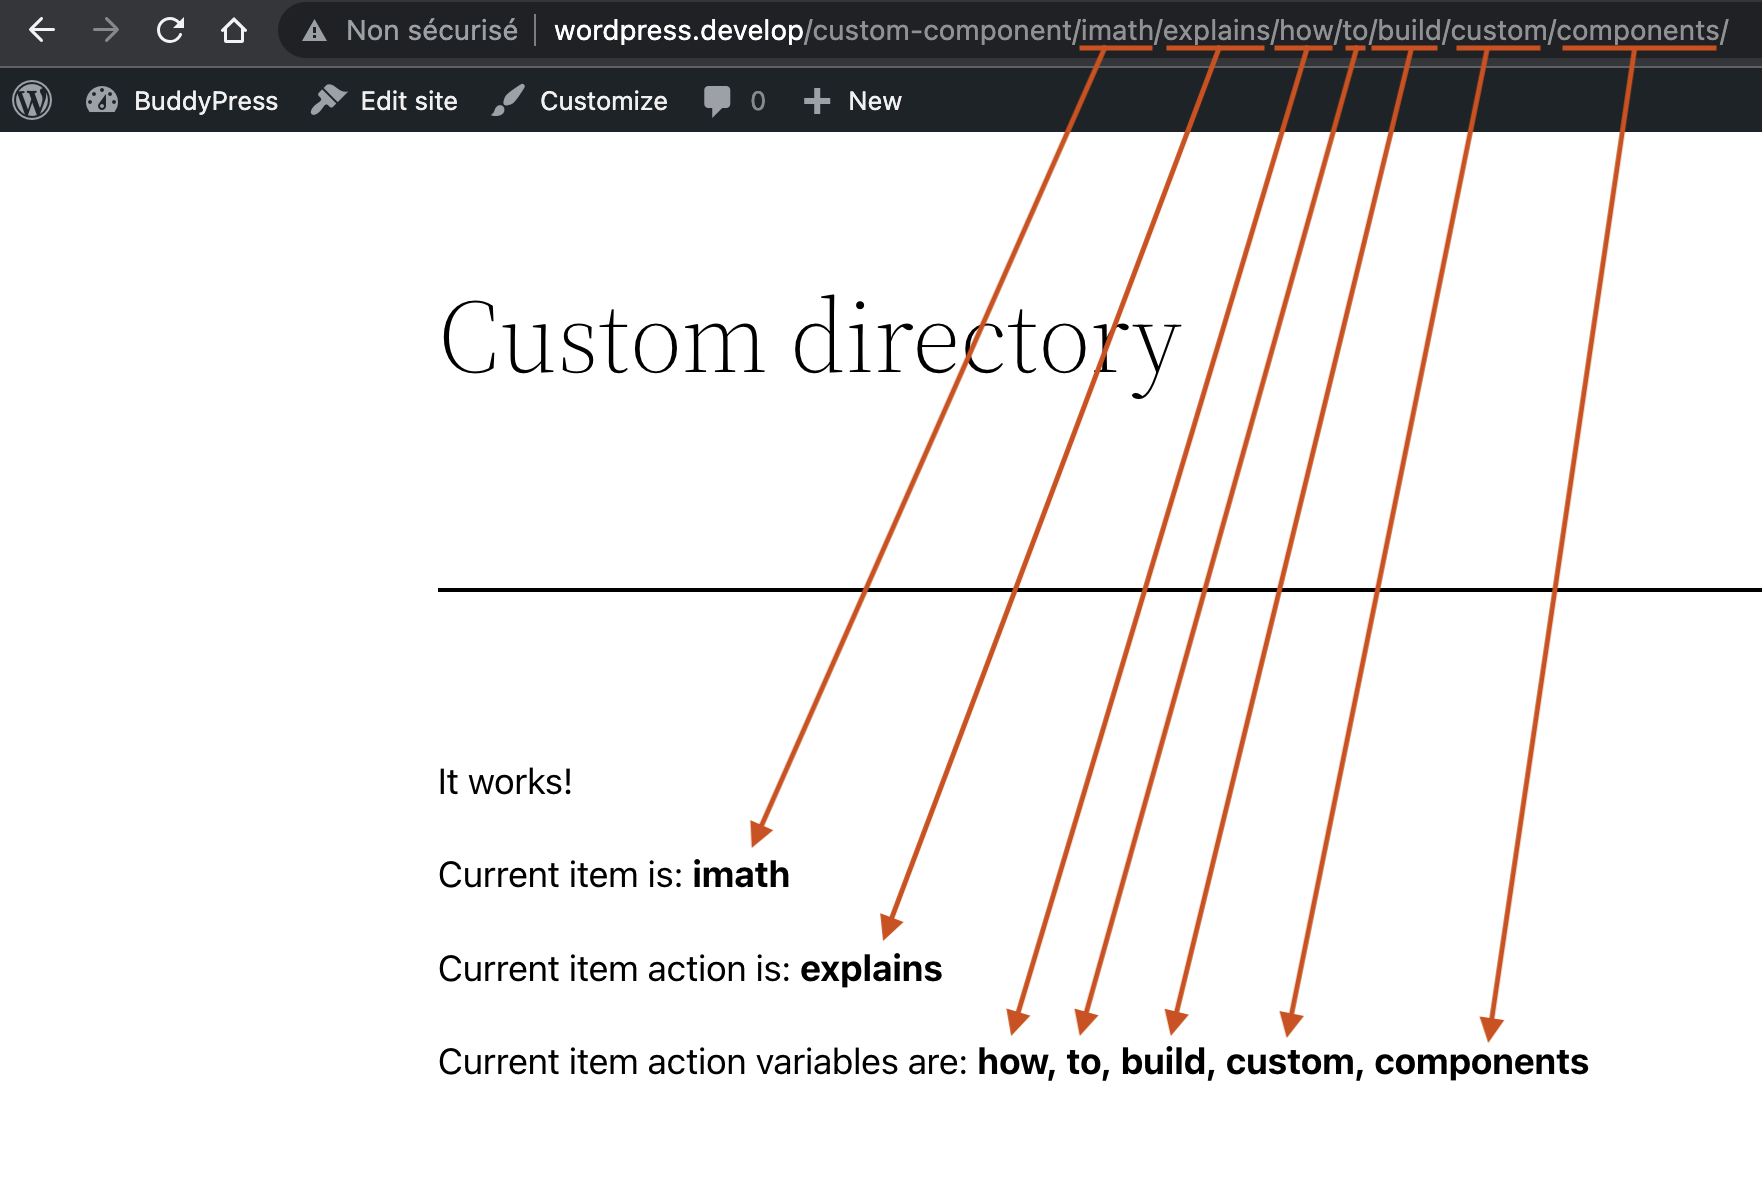 Non sécurisé wordpress.develop/custom-component/imath/explains/how/to/build/custom/components/
BuddyPress Edit site Customize 0 New
Custom directory
It works!
Current item is: imath
Current item action is: explains
Current item action variables are: how, to, build, custom, components